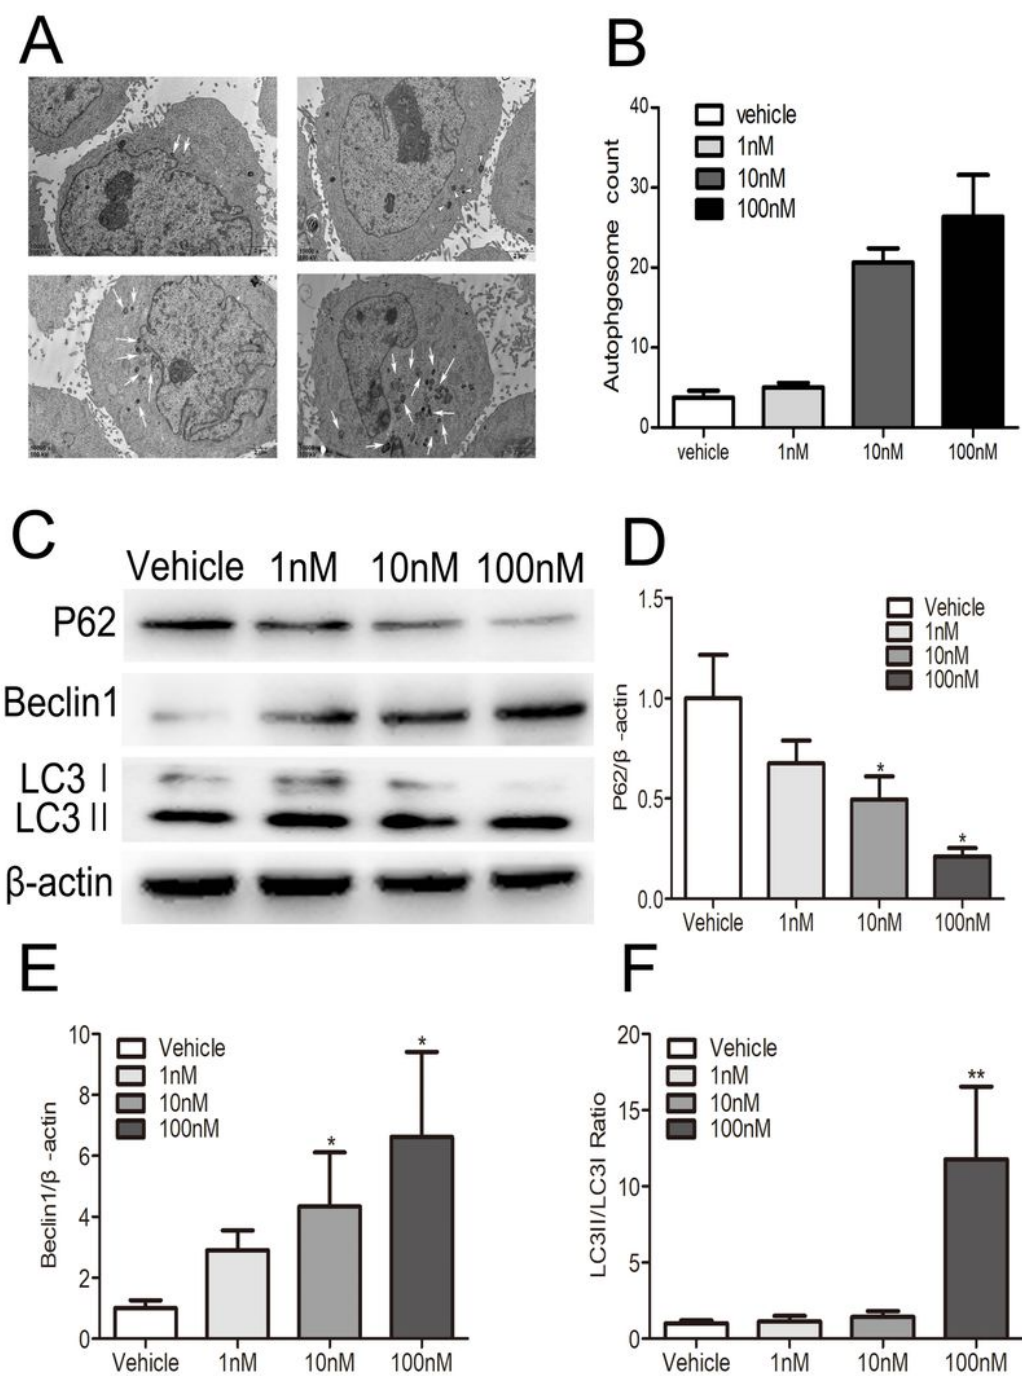 A
B
40
30
20
10
0
Autophgosome count
vehicle
1nM
10nM
100nM
vehicle
1nM
10nM
100nM
C
Vehicle 1nM 10nM 100nM
P62
Beclin1
LC3 I
LC3 II
β-actin
D
1.5
1.0
0.5
0.0
P62/β -actin
Vehicle
1nM
10nM
100nM
*
*
Vehicle
1nM
10nM
100nM
E
10
8
6
4
2
0
Beclin1/β -actin
Vehicle
1nM
10nM
100nM
*
*
Vehicle
1nM
10nM
100nM
F
20
15
10
5
0
LC3II/LC3I Ratio
Vehicle
1nM
10nM
100nM
**
Vehicle
1nM
10nM
100nM